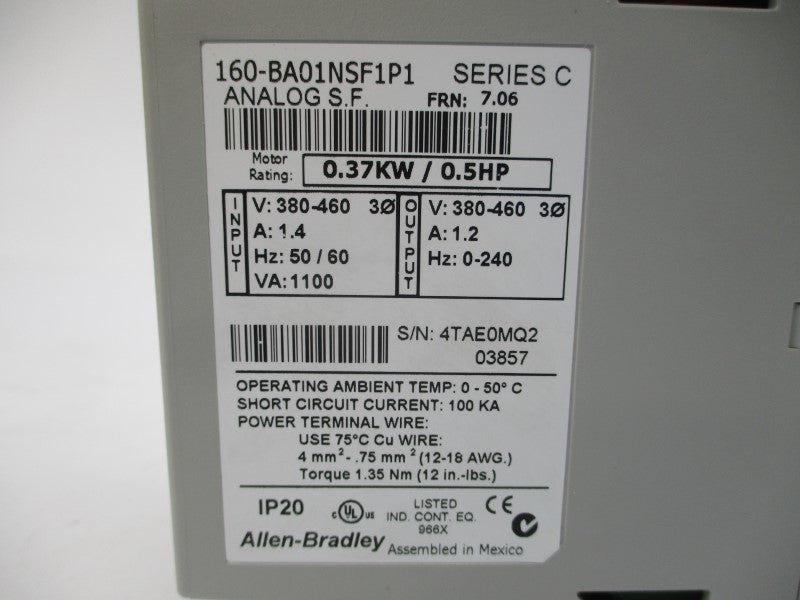 160-BA01NSF1P1 SERIES C
ANALOG S.F. FRN: 7.06
Motor Rating: 0.37KW / 0.5HP
INPUT
V: 380-460 3Ø
A: 1.4
Hz: 50 / 60
VA: 1100
OUTPUT
V: 380-460 3Ø
A: 1.2
Hz: 0-240
S/N: 4TAE0MQ2
03857
OPERATING AMBIENT TEMP: 0 - 50° C
SHORT CIRCUIT CURRENT: 100 KA
POWER TERMINAL WIRE:
USE 75°C Cu WIRE:
4 mm²- .75 mm² (12-18 AWG.)
Torque 1.35 Nm (12 in.-lbs.)
IP20
c UL us
LISTED
IND. CONT. EQ.
966X
CE
Allen-Bradley Assembled in Mexico